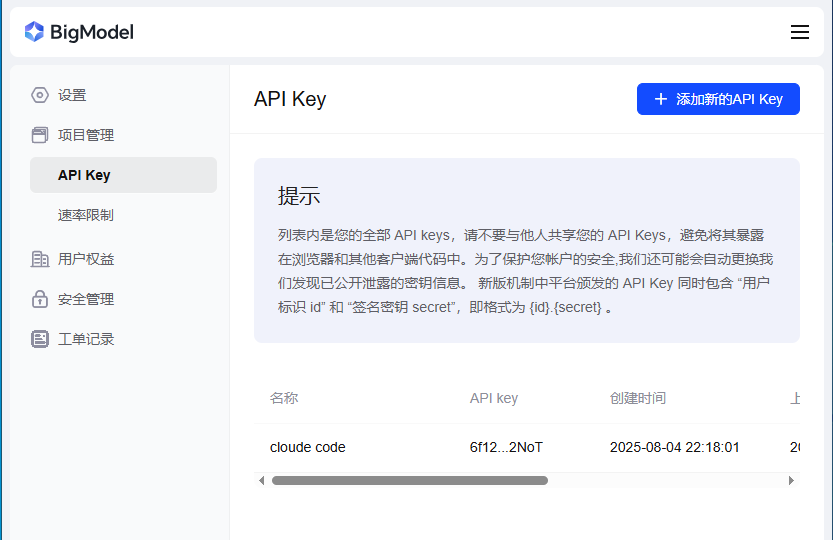 BigModel
设置
项目管理
API Key
速率限制
用户权益
安全管理
工单记录
API Key
添加新的API Key
提示
列表内是您的全部 API keys，请不要与他人共享您的 API Keys，避免将其暴露
在浏览器和其他客户端代码中。为了保护您帐户的安全,我们还可能会自动更换我
们发现已公开泄露的密钥信息。 新版机制中平台颁发的 API Key 同时包含 “用户
标识 id” 和 “签名密钥 secret”，即格式为 {id}.{secret} 。
名称 API key 创建时间 上
cloude code 6f12...2NoT 2025-08-04 22:18:01